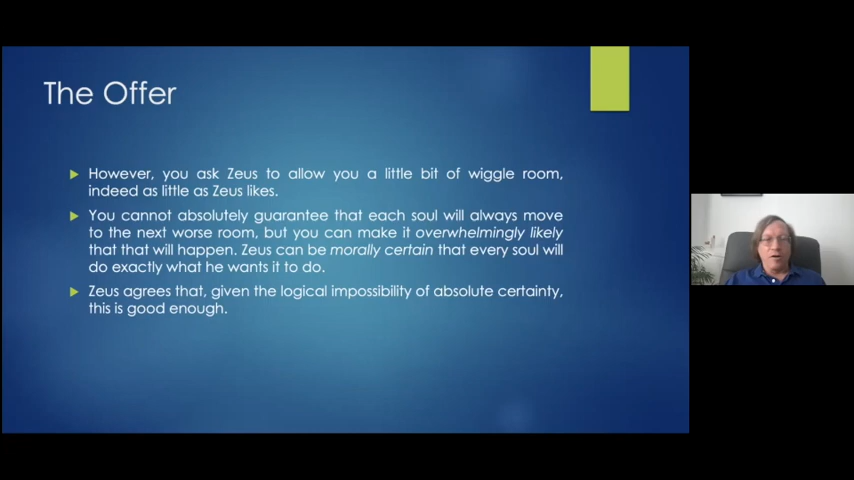 The Offer
However, you ask Zeus to allow you a little bit of wiggle room,
indeed as little as Zeus likes.
You cannot absolutely guarantee that each soul will always move
to the next worse room, but you can make it overwhelmingly likely
that that will happen. Zeus can be morally certain that every soul will
do exactly what he wants it to do.
Zeus agrees that, given the logical impossibility of absolute certainty,
this is good enough.